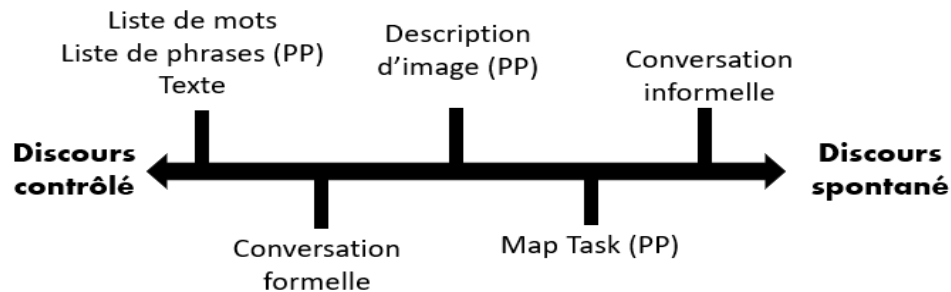 Liste de mots
Liste de phrases (PP)
Texte
Description
d'image (PP)
Conversation
informelle
Discours
contrôlé
Discours
spontané
Conversation
formelle
Map Task (PP)